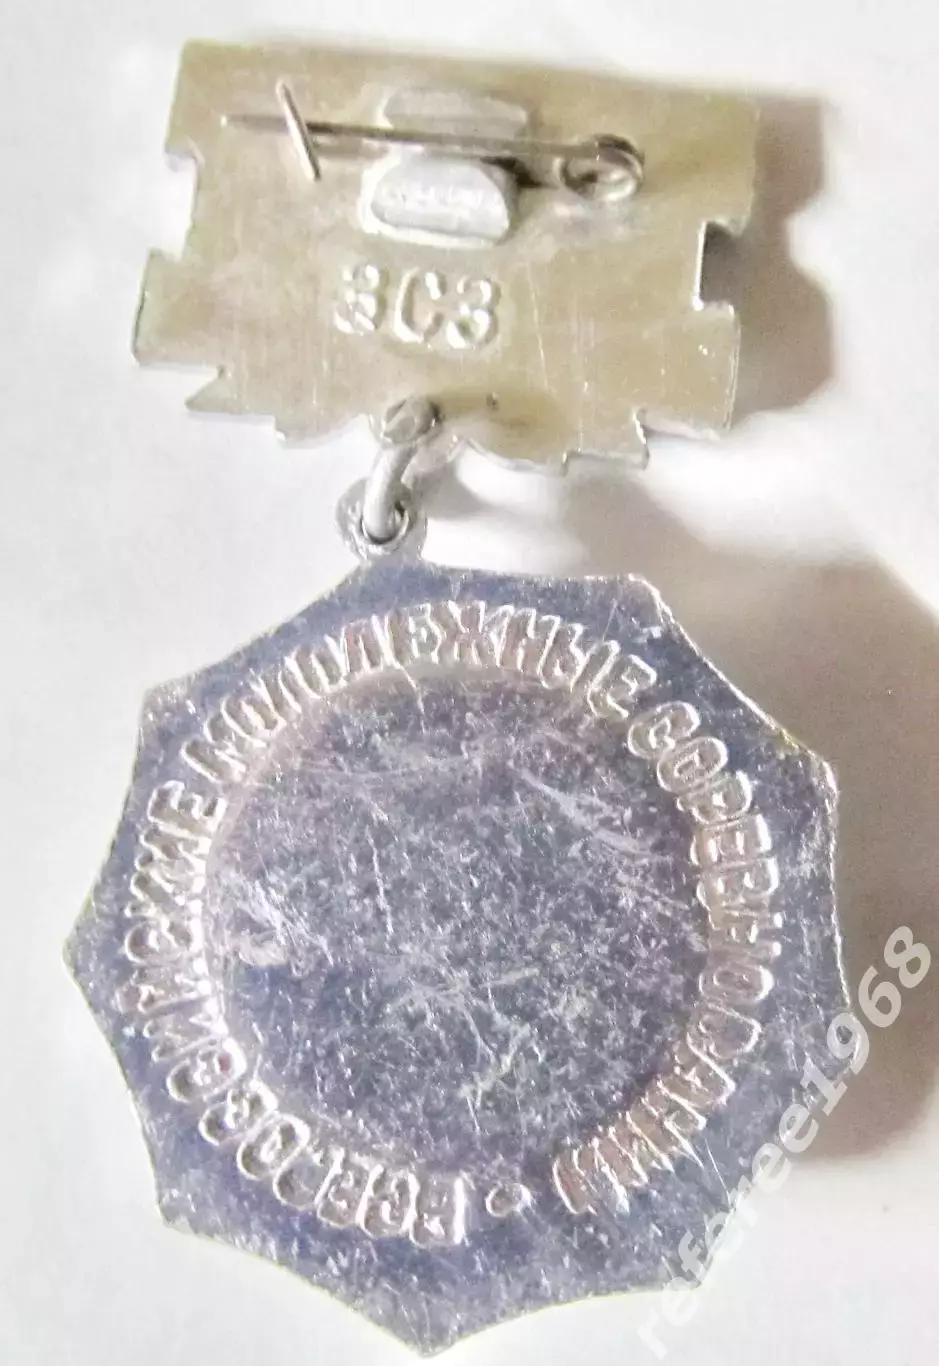 ЗСЗ
ВСЕСОЮЗНЫЕ МОЛОДЕЖНЫЕ СОРЕВНОВАНИЯ
referee1968